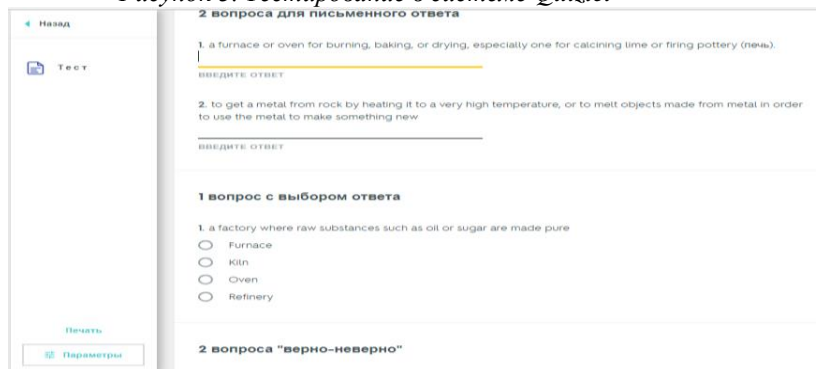 Рисунок 3. Тестирование в системе Quizlet
2 вопроса для письменного ответа
Назад
1. a furnace or oven for burning, baking, or drying, especially one for calcining lime or firing pottery (печь).
Тест
ВВЕДИТЕ ОТВЕТ
2. to get a metal from rock by heating it to a very high temperature, or to melt objects made from metal in order
to use the metal to make something new
ВВЕДИТЕ ОТВЕТ
1 вопрос с выбором ответа
1. a factory where raw substances such as oil or sugar are made pure
Furnace
Kiln
Oven
Refinery
Печать
Параметры
2 вопроса "верно-неверно"